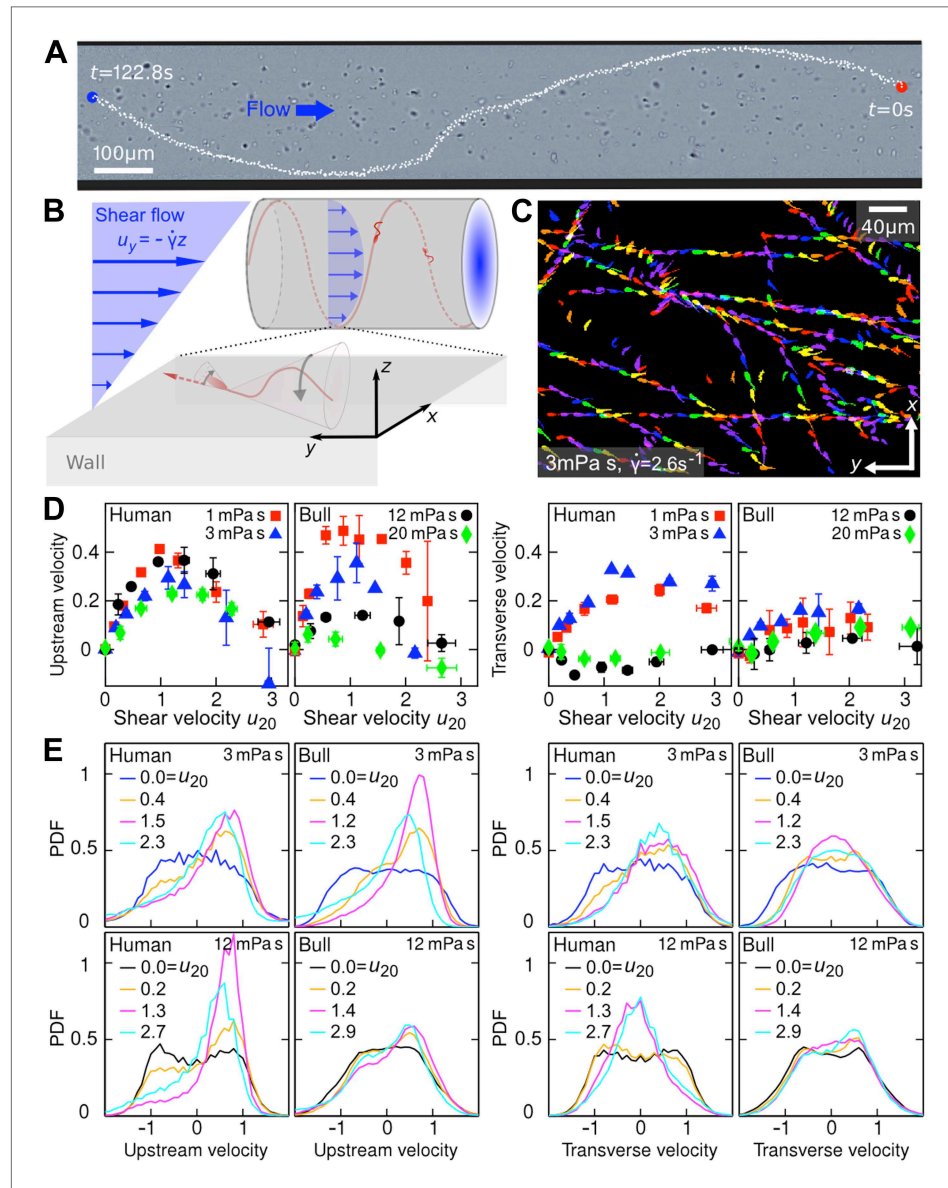 A
t=122.8s
Flow
t=0s
100μm
B
Shear flow
u_y = - γ̇z
z
x
y
Wall
C
40μm
x
y
3mPa s, γ̇=2.6s⁻¹
D
Human
1 mPa s
3 mPa s
Bull
12 mPa s
20 mPa s
Human
1 mPa s
3 mPa s
Bull
12 mPa s
20 mPa s
Upstream velocity
0.4
0.2
0
Transverse velocity
0.4
0.2
0
0 1 2 3
0 1 2 3
0 1 2 3
0 1 2 3
Shear velocity u₂₀
Shear velocity u₂₀
Shear velocity u₂₀
Shear velocity u₂₀
E
Human 3 mPa s
0.0=u₂₀
0.4
1.5
2.3
Bull 3 mPa s
0.0=u₂₀
0.4
1.2
2.3
Human 3 mPa s
0.0=u₂₀
0.4
1.5
2.3
Bull 3 mPa s
0.0=u₂₀
0.4
1.2
2.3
PDF
1
0.5
0
PDF
1
0.5
0
Human 12 mPa s
0.0=u₂₀
0.2
1.3
2.7
Bull 12 mPa s
0.0=u₂₀
0.2
1.4
2.9
Human 12 mPa s
0.0=u₂₀
0.2
1.3
2.7
Bull 12 mPa s
0.0=u₂₀
0.2
1.4
2.9
PDF
1
0.5
0
PDF
1
0.5
0
-1 0 1
-1 0 1
-1 0 1
-1 0 1
Upstream velocity
Upstream velocity
Transverse velocity
Transverse velocity